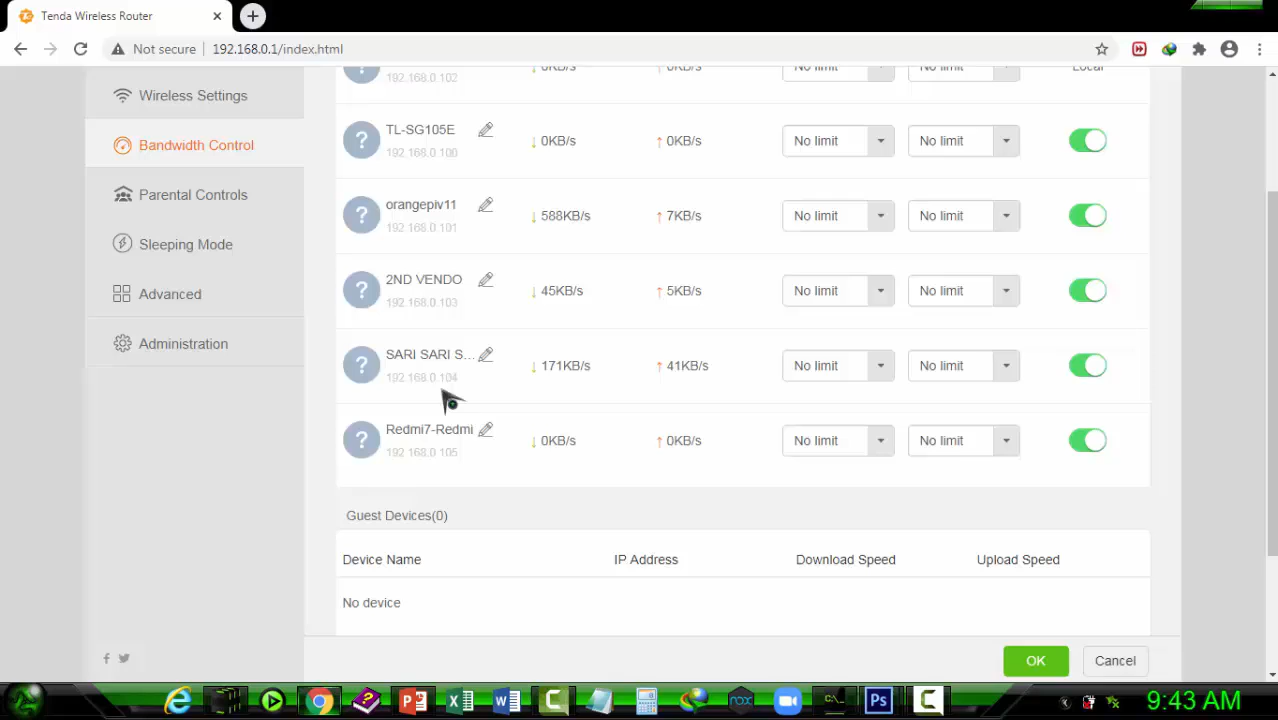 Tenda Wireless Router
Not secure
192.168.0.1/index.html
Wireless Settings
Bandwidth Control
Parental Controls
Sleeping Mode
Advanced
Administration
192.168.0.102
0KB/s
0KB/s
No limit
No limit
Local
TL-SG105E
192.168.0.100
↓ 0KB/s
↑ 0KB/s
No limit
No limit
orangepiv11
192.168.0.101
↓ 588KB/s
↑ 7KB/s
No limit
No limit
2ND VENDO
192.168.0.103
↓ 45KB/s
↑ 5KB/s
No limit
No limit
SARI SARI S...
192.168.0.104
↓ 171KB/s
↑ 41KB/s
No limit
No limit
Redmi7-Redmi
192.168.0.105
↓ 0KB/s
↑ 0KB/s
No limit
No limit
Guest Devices(0)
Device Name
IP Address
Download Speed
Upload Speed
No device
OK
Cancel
9:43 AM